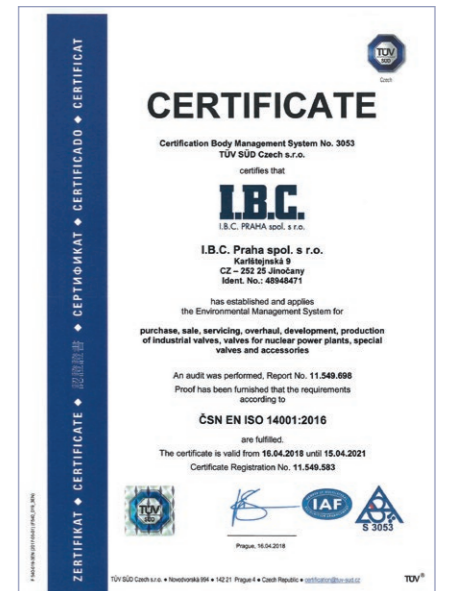 TÜV
SÜD
Czech
CERTIFICATE
Certification Body Management System No. 3053
TÜV SÜD Czech s.r.o.
certifies that
I.B.C.
I.B.C. PRAHA spol. s r.o.
I.B.C. Praha spol. s r.o.
Karlštejnská 9
CZ – 252 25 Jinočany
Ident. No.: 48948471
has established and applies
the Environmental Management System for
purchase, sale, servicing, overhaul, development, production
of industrial valves, valves for nuclear power plants, special
valves and accessories
An audit was performed, Report No. 11.549.698
Proof has been furnished that the requirements
according to
ČSN EN ISO 14001:2016
are fulfilled.
The certificate is valid from 16.04.2018 until 15.04.2021
Certificate Registration No. 11.549.583
TÜV
SÜD
IAF
S 3053
Prague, 16.04.2018
TÜV SÜD Czech s.r.o. • Novodvorská 994 • 142 21 Prague 4 • Czech Republic • certification@tuv-sud.cz
TÜV®
ZERTIFIKAT ◆ CERTIFICATE ◆ 認證證書 ◆ СЕРТИФИКАТ ◆ CERTIFICADO ◆ CERTIFICAT